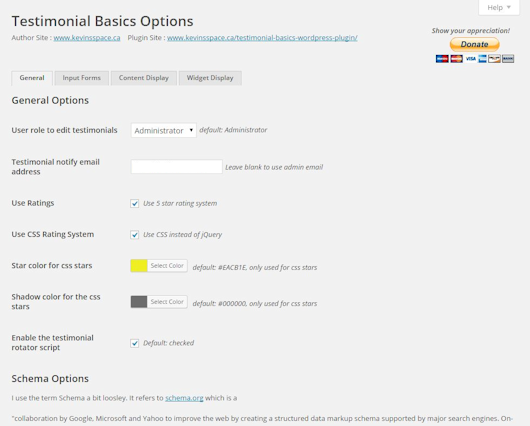 Help
Testimonial Basics Options
Show your appreciation!
Author Site : www.kevinsspace.ca Plugin Site : www.kevinsspace.ca/testimonial-basics-wordpress-plugin/
Donate
VISA
General Input Forms Content Display Widget Display
General Options
User role to edit testimonials Administrator default: Administrator
Testimonial notify email
address
Leave blank to use admin email
Use Ratings Use 5 star rating system
Use CSS Rating System Use CSS instead of jQuery
Star color for css stars Select Color default: #EACB1E, only used for css stars
Shadow color for the css
stars
Select Color default: #000000, only used for css stars
Enable the testimonial
rotator script
Default: checked
Schema Options
I use the term Schema a bit loosley. It refers to schema.org which is a
"collaboration by Google, Microsoft and Yahoo to improve the web by creating a structured data markup schema supported by major search engines. On-